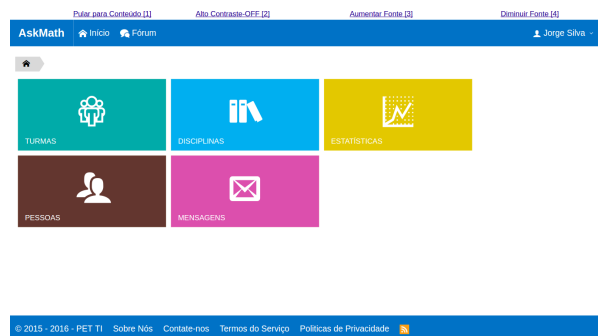 Pular para Conteúdo [1] Alto Contraste-OFF [2] Aumentar Fonte [3] Diminuir Fonte [4]
AskMath Início Fórum Jorge Silva
TURMAS DISCIPLINAS ESTATÍSTICAS
PESSOAS MENSAGENS
© 2015 - 2016 - PET TI Sobre Nós Contate-nos Termos do Serviço Politicas de Privacidade